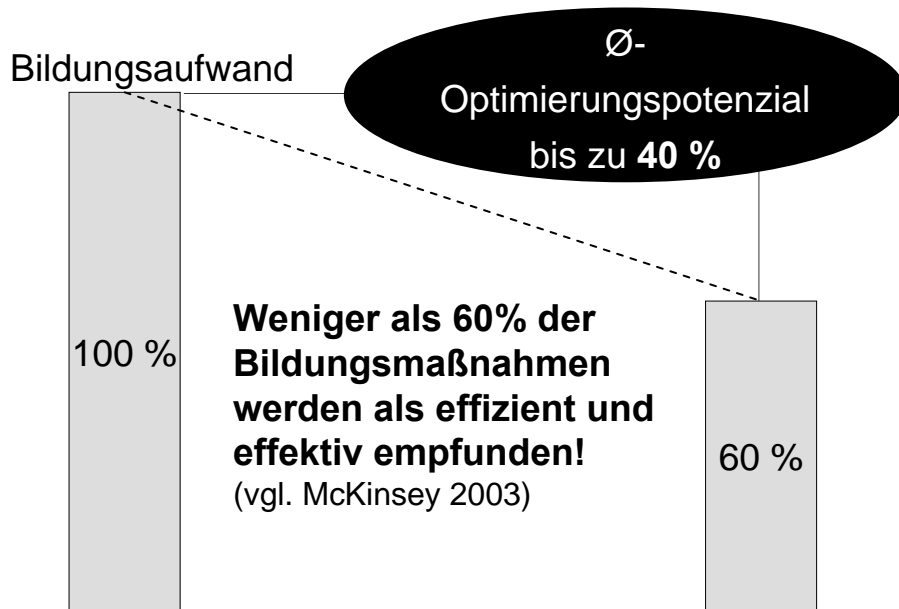 Bildungsaufwand
Ø-
Optimierungspotenzial
bis zu 40 %
100 %
Weniger als 60% der
Bildungsmaßnahmen
werden als effizient und
effektiv empfunden!
(vgl. McKinsey 2003)
60 %